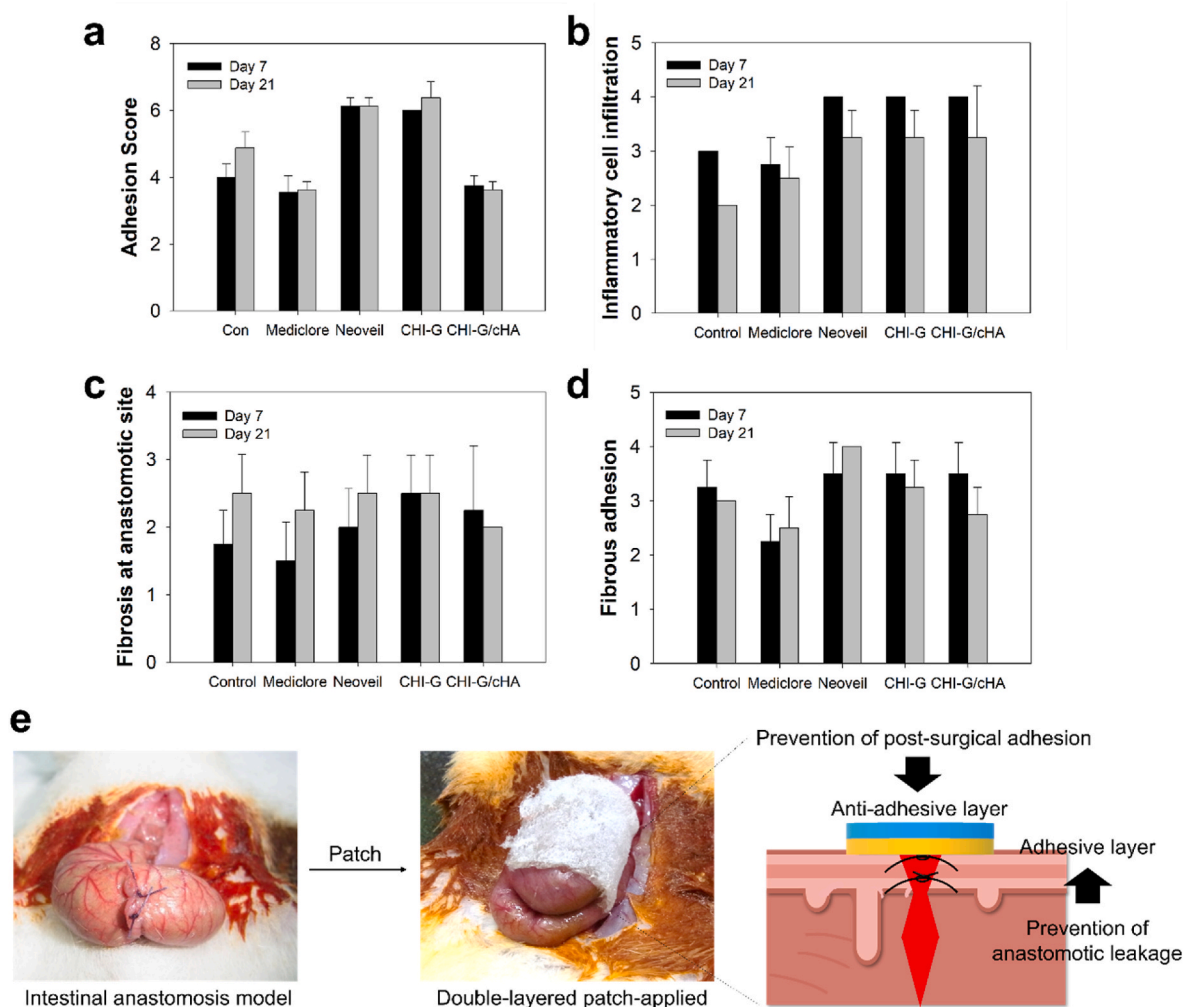 a
8
6
4
2
0
Adhesion Score
Day 7
Day 21
Con Mediclore Neoveil CHI-G CHI-G/cHA
b
5
4
3
2
1
0
Inflammatory cell infiltration
Day 7
Day 21
Control Mediclore Neoveil CHI-G CHI-G/cHA
c
4
3
2
1
0
Fibrosis at anastomotic site
Day 7
Day 21
Control Mediclore Neoveil CHI-G CHI-G/cHA
d
5
4
3
2
1
0
Fibrous adhesion
Day 7
Day 21
Control Mediclore Neoveil CHI-G CHI-G/cHA
e
Patch
Intestinal anastomosis model
Double-layered patch-applied
Prevention of post-surgical adhesion
Anti-adhesive layer
Adhesive layer
Prevention of
anastomotic leakage